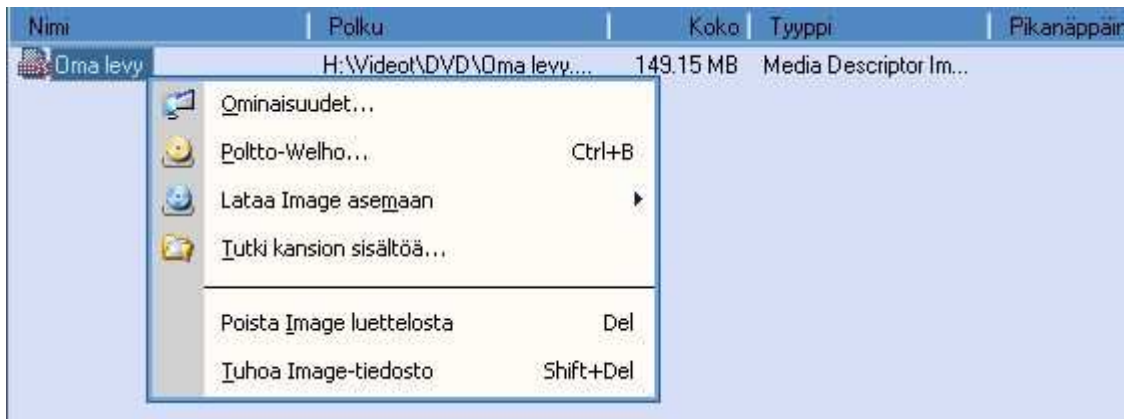 Nimi Polku Koko Tyyppi Pikanäppäin
Oma levy H:\Videot\DVD\Oma levy.... 149.15 MB Media Descriptor Im...
Ominaisuudet...
Poltto-Welho... Ctrl+B
Lataa Image asemaan
Tutki kansion sisältöä...
Poista Image luettelosta Del
Tuhoa Image-tiedosto Shift+Del